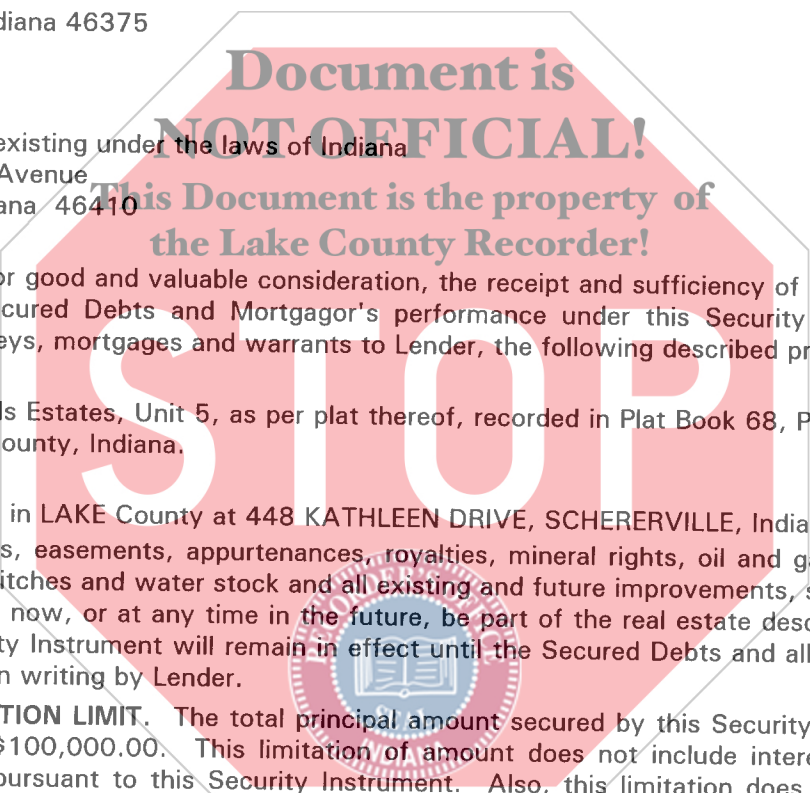 diana 46375
Document is
NOT OFFICIAL!
existing under the laws of Indiana
Avenue
This Document is the property of
ana 46410
the Lake County Recorder!
or good and valuable consideration, the receipt and sufficiency of
cured Debts and Mortgagor's performance under this Security
eys, mortgages and warrants to Lender, the following described pr
STOP
ls Estates, Unit 5, as per plat thereof, recorded in Plat Book 68, P
ounty, Indiana.
in LAKE County at 448 KATHLEEN DRIVE, SCHERERVILLE, India
s, easements, appurtenances, royalties, mineral rights, oil and ga
itches and water stock and all existing and future improvements, s
now, or at any time in the future, be part of the real estate desc
ty Instrument will remain in effect until the Secured Debts and all
n writing by Lender.
RECORDER'S OFFICE
SEAL
TION LIMIT. The total principal amount secured by this Security
$100,000.00. This limitation of amount does not include intere
pursuant to this Security Instrument. Also, this limitation does